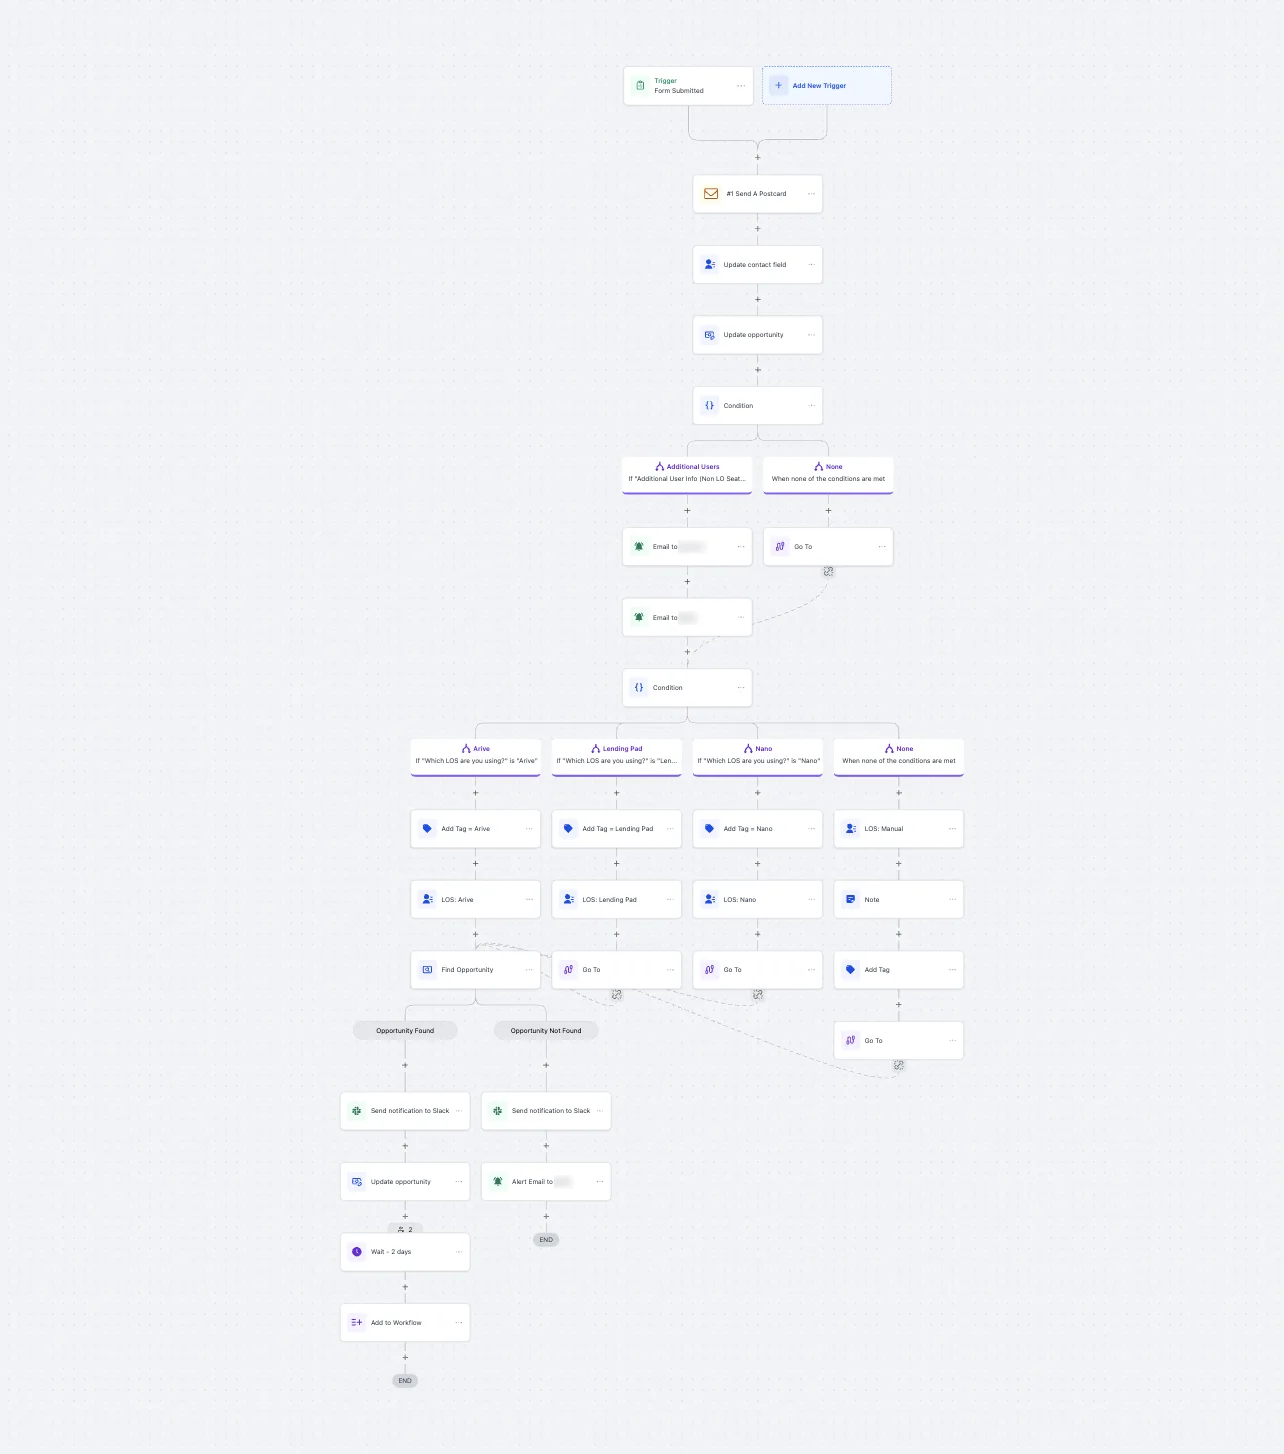 Trigger
Form Submitted
Add New Trigger
#1 Send A Postcard
Update contact field
Update opportunity
Condition
Additional Users
If "Additional User Info (Non LO Seat...
None
When none of the conditions are met
Email to
Go To
Email to
Condition
Arive
If "Which LOS are you using?" is "Arive"
Lending Pad
If "Which LOS are you using?" is "Len...
Nano
If "Which LOS are you using?" is "Nano"
None
When none of the conditions are met
Add Tag = Arive
Add Tag = Lending Pad
Add Tag = Nano
LOS: Manual
LOS: Arive
LOS: Lending Pad
LOS: Nano
Note
Find Opportunity
Go To
Go To
Add Tag
Opportunity Found
Opportunity Not Found
Go To
Send notification to Slack
Send notification to Slack
Update opportunity
Alert Email to
2
Wait - 2 days
END
Add to Workflow
END